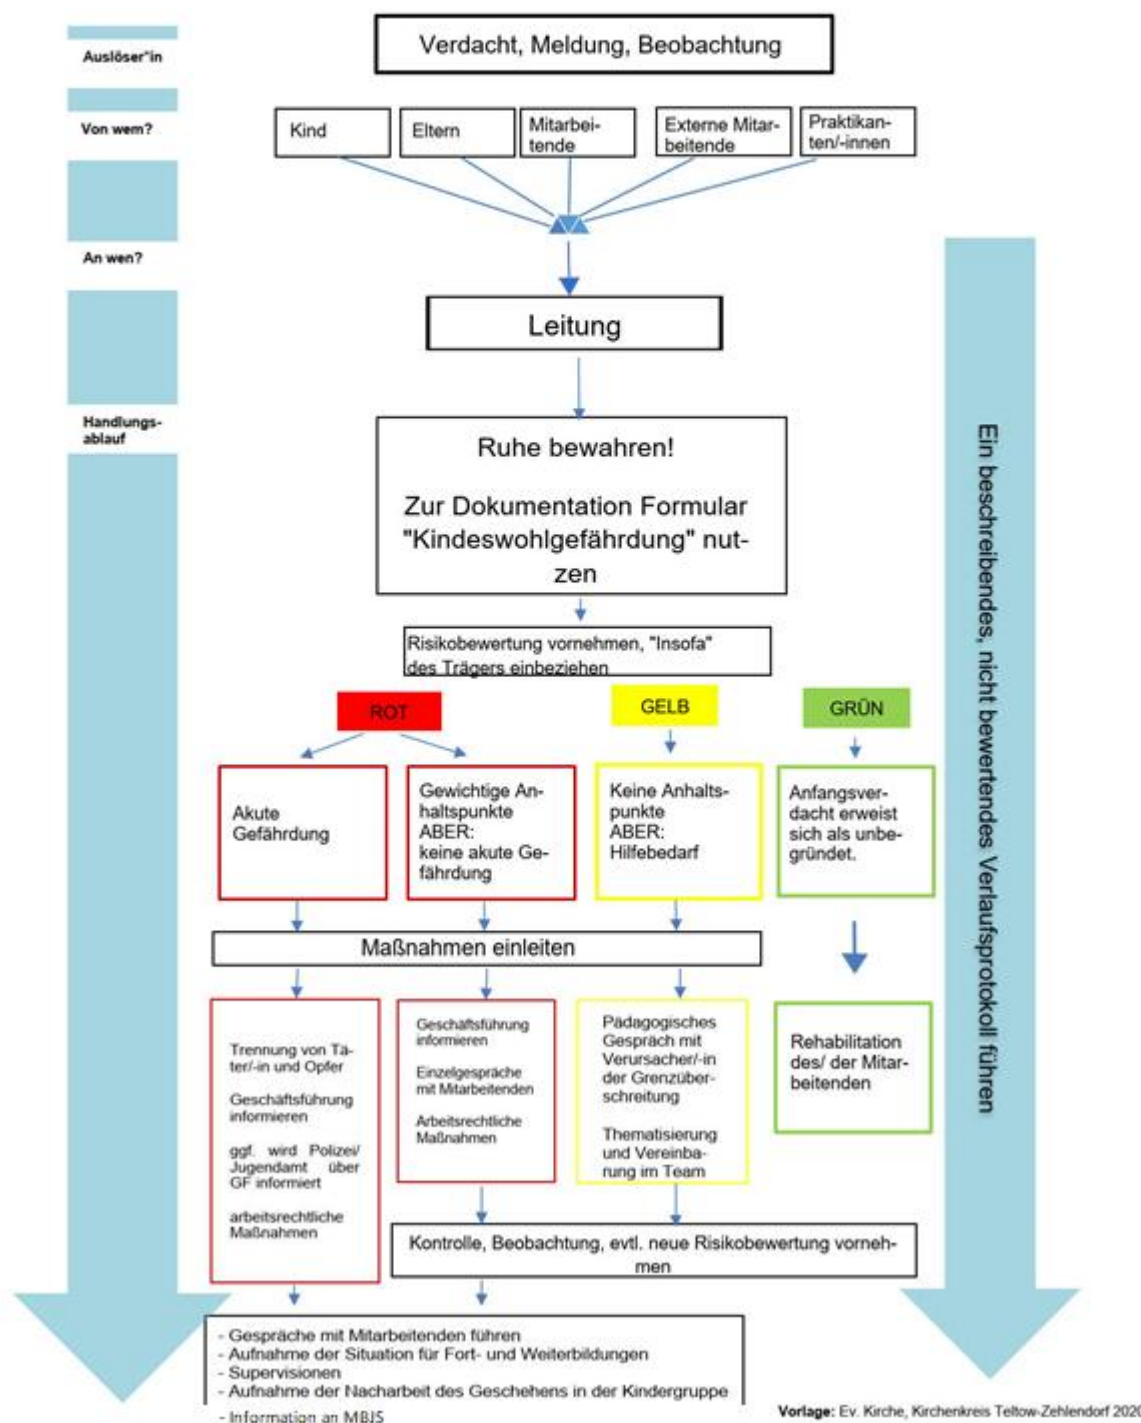 Verdacht, Meldung, Beobachtung
Auslöser*in
Von wem?
Kind
Eltern
Mitarbei-
tende
Externe Mitar-
beitende
Praktikan-
ten/-innen
An wen?
Leitung
Handlungs-
ablauf
Ruhe bewahren!
Zur Dokumentation Formular
"Kindeswohlgefährdung" nut-
zen
Risikobewertung vornehmen, "Insofa"
des Trägers einbeziehen
ROT
GELB
GRÜN
Akute
Gefährdung
Gewichtige An-
haltspunkte
ABER:
keine akute Ge-
fährdung
Keine Anhalts-
punkte
ABER:
Hilfebedarf
Anfangsver-
dacht erweist
sich als unbe-
gründet.
Maßnahmen einleiten
Trennung von Tä-
ter/-in und Opfer
Geschäftsführung
informieren
ggf. wird Polizei/
Jugendamt über
GF informiert
arbeitsrechtliche
Maßnahmen
Geschäftsführung
informieren
Einzelgespräche
mit Mitarbeitenden
Arbeitsrechtliche
Maßnahmen
Pädagogisches
Gespräch mit
Verursacher/-in
der Grenzüber-
schreitung
Thematisierung
und Vereinba-
rung im Team
Rehabilitation
des/ der Mitar-
beitenden
Kontrolle, Beobachtung, evtl. neue Risikobewertung vorneh-
men
- Gespräche mit Mitarbeitenden führen
- Aufnahme der Situation für Fort- und Weiterbildungen
- Supervisionen
- Aufnahme der Nacharbeit des Geschehens in der Kindergruppe
- Information an MBJS
Ein beschreibendes, nicht bewertendes Verlaufsprotokoll führen
Vorlage: Ev. Kirche, Kirchenkreis Teltow-Zehlendorf 2020